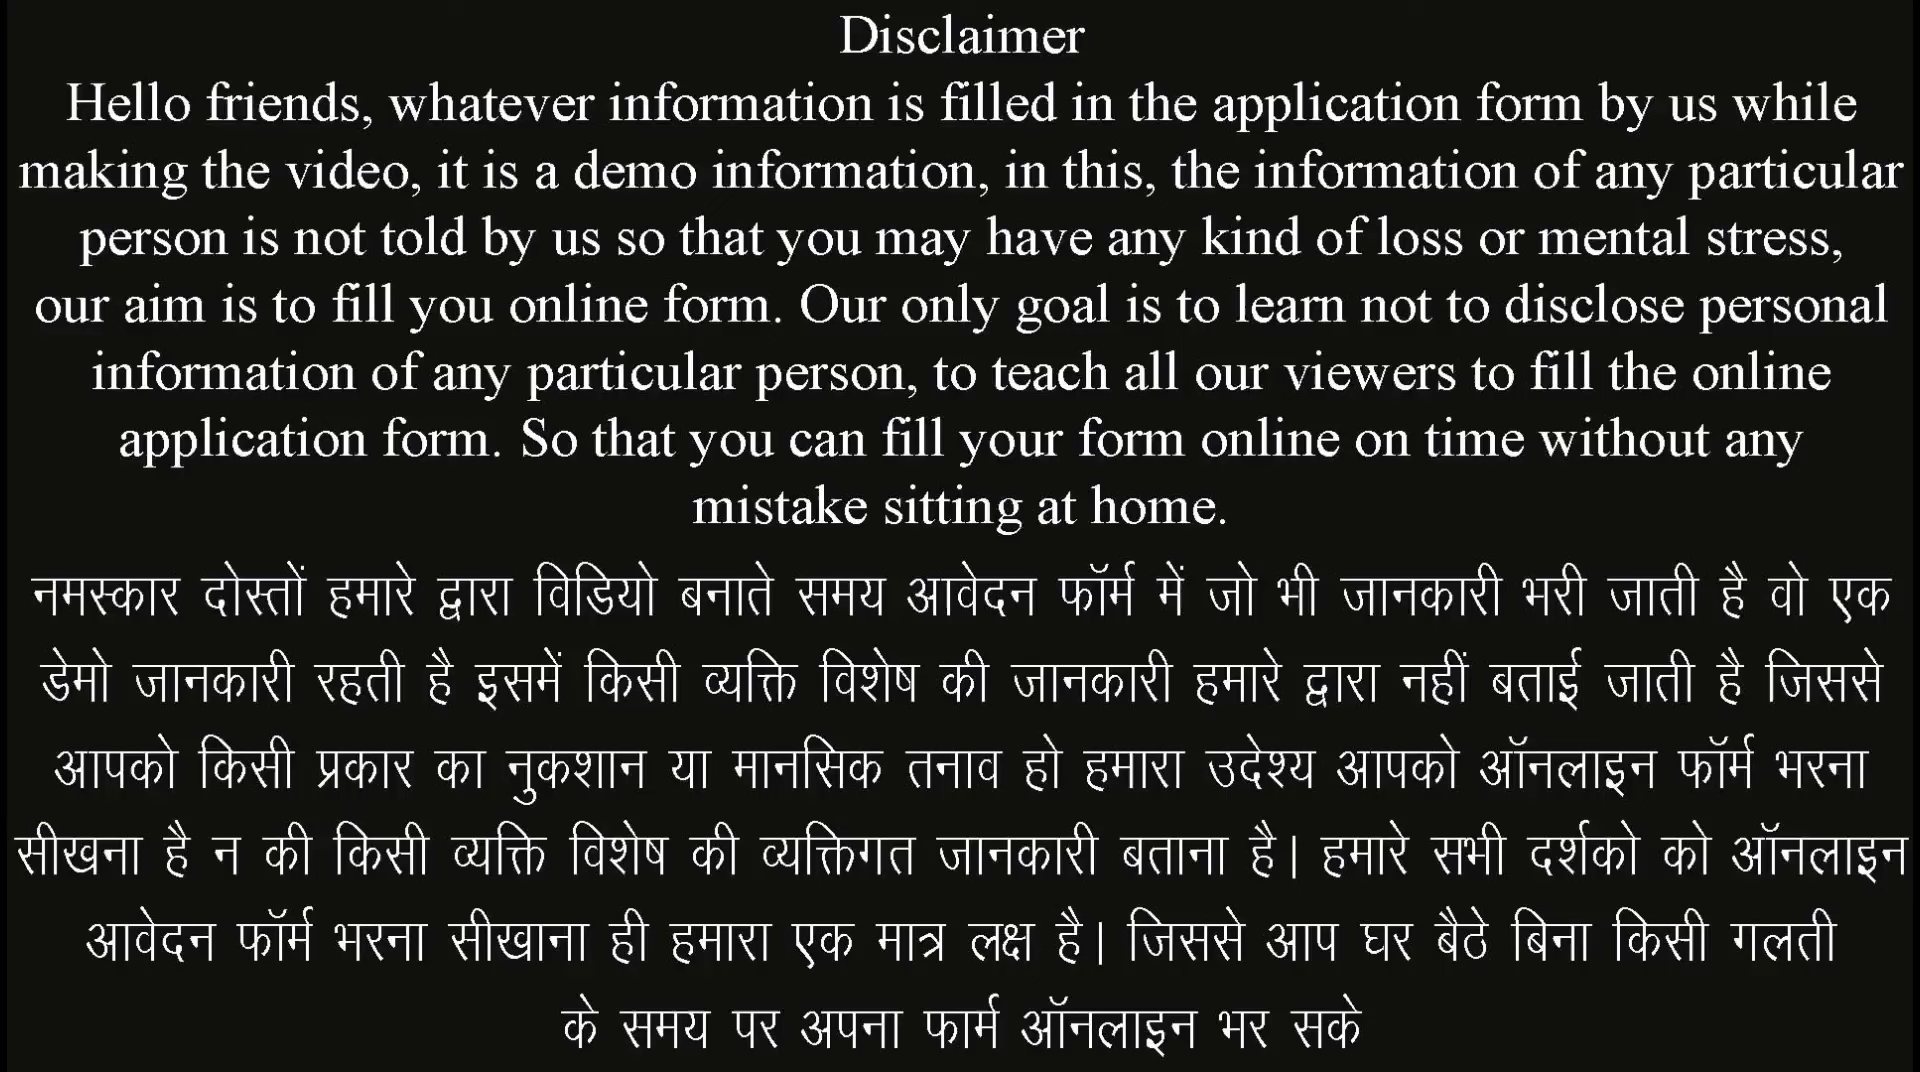 Disclaimer
Hello friends, whatever information is filled in the application form by us while
making the video, it is a demo information, in this, the information of any particular
person is not told by us so that you may have any kind of loss or mental stress,
our aim is to fill you online form. Our only goal is to learn not to disclose personal
information of any particular person, to teach all our viewers to fill the online
application form. So that you can fill your form online on time without any
mistake sitting at home.
नमस्कार दोस्तों हमारे द्वारा विडियो बनाते समय आवेदन फॉर्म में जो भी जानकारी भरी जाती है वो एक
डेमो जानकारी रहती है इसमें किसी व्यक्ति विशेष की जानकारी हमारे द्वारा नहीं बताई जाती है जिससे
आपको किसी प्रकार का नुकशान या मानसिक तनाव हो हमारा उदेश्य आपको ऑनलाइन फॉर्म भरना
सीखना है न की किसी व्यक्ति विशेष की व्यक्तिगत जानकारी बताना है। हमारे सभी दर्शको को ऑनलाइन
आवेदन फॉर्म भरना सीखाना ही हमारा एक मात्र लक्ष है। जिससे आप घर बैठे बिना किसी गलती
के समय पर अपना फार्म ऑनलाइन भर सके